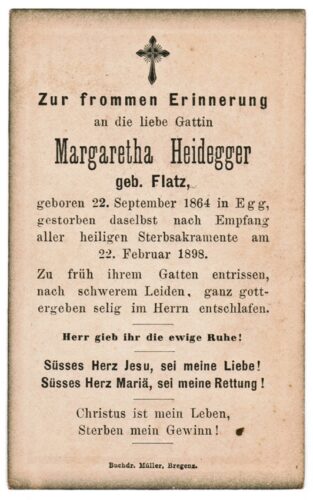 Zur frommen Erinnerung
an die liebe Gattin
Margaretha Heidegger
geb. Flatz,
geboren 22. September 1864 in Egg,
gestorben daselbst nach Empfang
aller heiligen Sterbsakramente am
22. Februar 1898.
Zu früh ihrem Gatten entrissen,
nach schwerem Leiden, ganz gott-
ergeben selig im Herrn entschlafen.
Herr gieb ihr die ewige Ruhe!
Süsses Herz Jesu, sei meine Liebe!
Süsses Herz Mariä, sei meine Rettung!
Christus ist mein Leben,
Sterben mein Gewinn!
Buchdr. Müller, Bregenz.